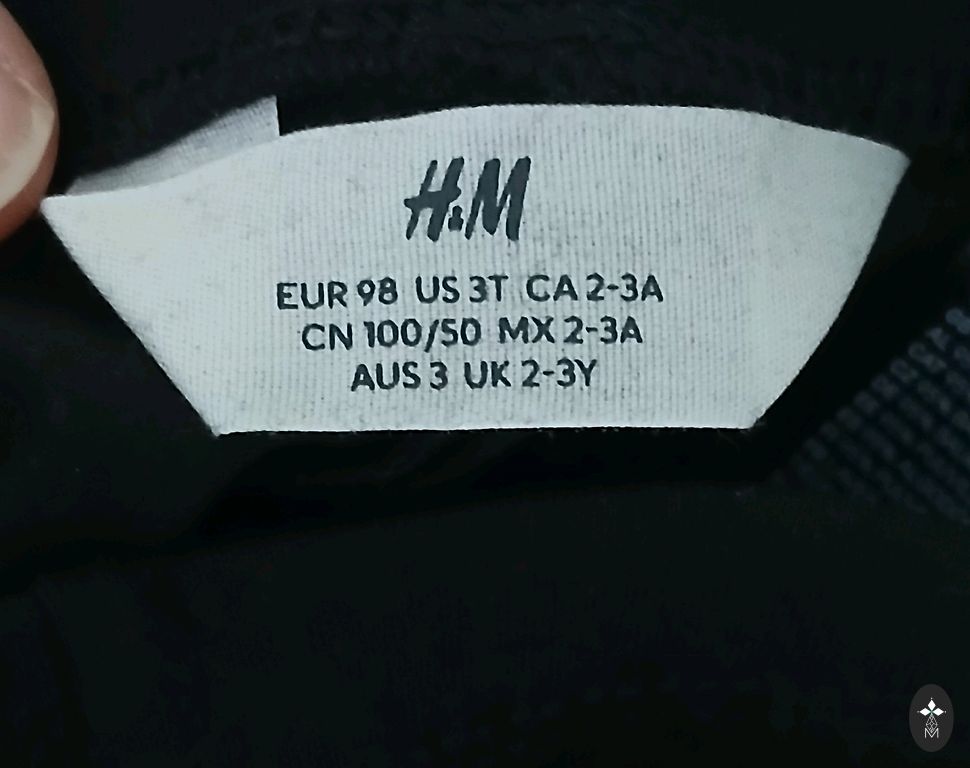 H&M
EUR 98 US 3T CA 2-3A
CN 100/50 MX 2-3A
AUS 3 UK 2-3Y
M